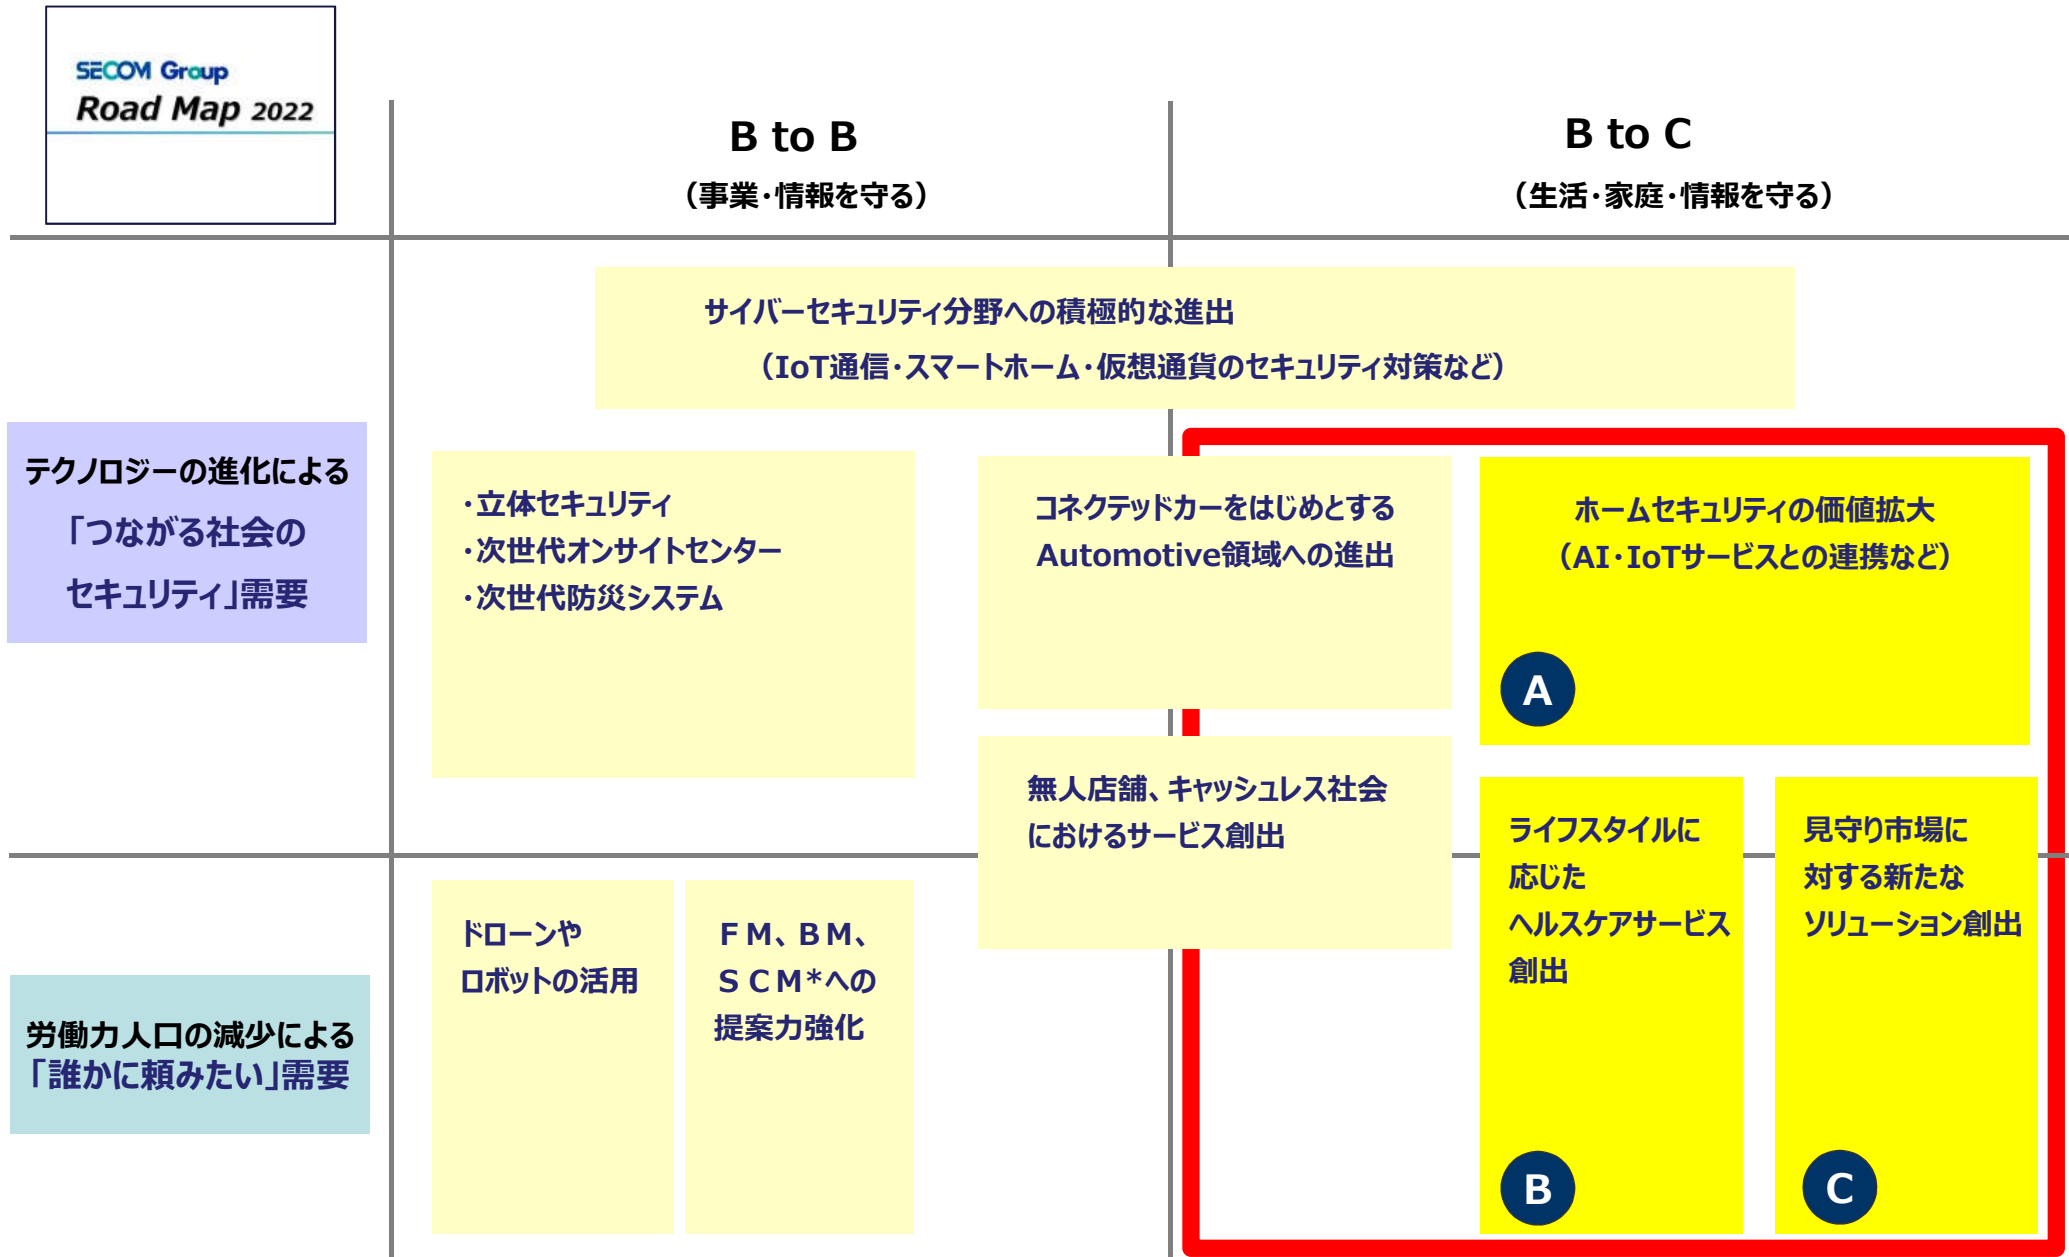 SECOM Group
Road Map 2022
B to B
（事業・情報を守る）
B to C
（生活・家庭・情報を守る）
サイバーセキュリティ分野への積極的な進出
（IoT通信・スマートホーム・仮想通貨のセキュリティ対策など）
テクノロジーの進化による
「つながる社会の
セキュリティ」需要
・立体セキュリティ
・次世代オンサイトセンター
・次世代防災システム
コネクテッドカーをはじめとする
Automotive領域への進出
ホームセキュリティの価値拡大
（AI・IoTサービスとの連携など）
A
無人店舗、キャッシュレス社会
におけるサービス創出
ライフスタイルに
応じた
ヘルスケアサービス
創出
B
見守り市場に
対する新たな
ソリューション創出
C
労働力人口の減少による
「誰かに頼みたい」需要
ドローンや
ロボットの活用
ＦＭ、ＢＭ、
ＳＣＭ*への
提案力強化